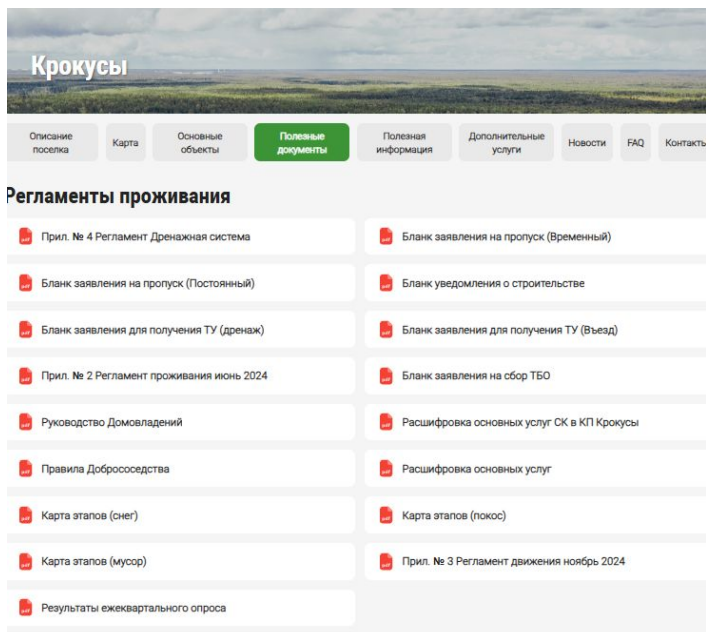 Крокусы
Описание
поселка
Карта
Основные
объекты
Полезные
документы
Полезная
информация
Дополнительные
услуги
Новости
FAQ
Контакты
Регламенты проживания
Прил. № 4 Регламент Дренажная система
Бланк заявления на пропуск (Временный)
Бланк заявления на пропуск (Постоянный)
Бланк уведомления о строительстве
Бланк заявления для получения ТУ (дренаж)
Бланк заявления для получения ТУ (Въезд)
Прил. № 2 Регламент проживания июнь 2024
Бланк заявления на сбор ТБО
Руководство Домовладений
Расшифровка основных услуг СК в КП Крокусы
Правила Добрососедства
Расшифровка основных услуг
Карта этапов (снег)
Карта этапов (покос)
Карта этапов (мусор)
Прил. № 3 Регламент движения ноябрь 2024
Результаты ежеквартального опроса